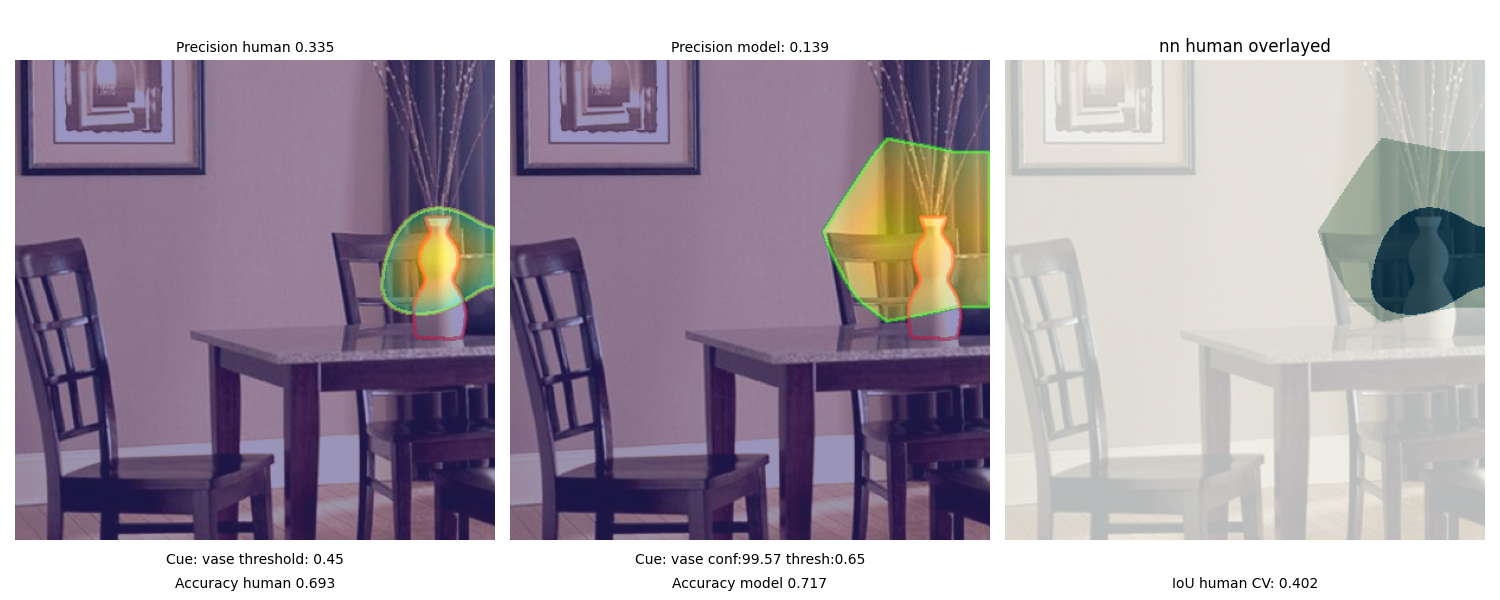 Precision human 0.335
Precision model: 0.139
nn human overlayed
Cue: vase threshold: 0.45
Accuracy human 0.693
Cue: vase conf:99.57 thresh:0.65
Accuracy model 0.717
IoU human CV: 0.402